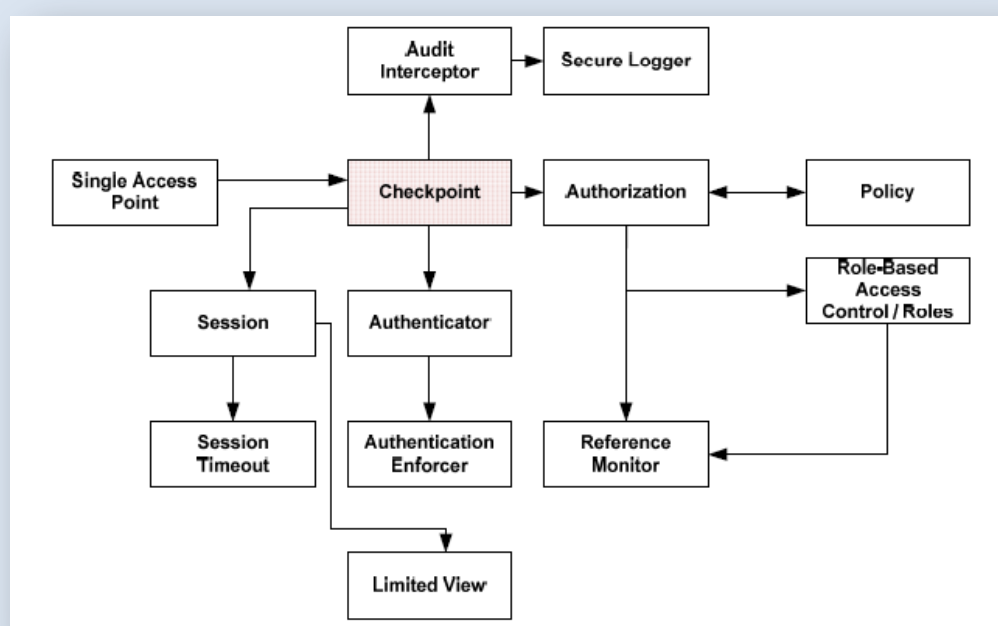 Audit
Interceptor
Secure Logger
Single Access
Point
Checkpoint
Authorization
Policy
Role-Based
Access
Control / Roles
Session
Authenticator
Session
Timeout
Authentication
Enforcer
Reference
Monitor
Limited View